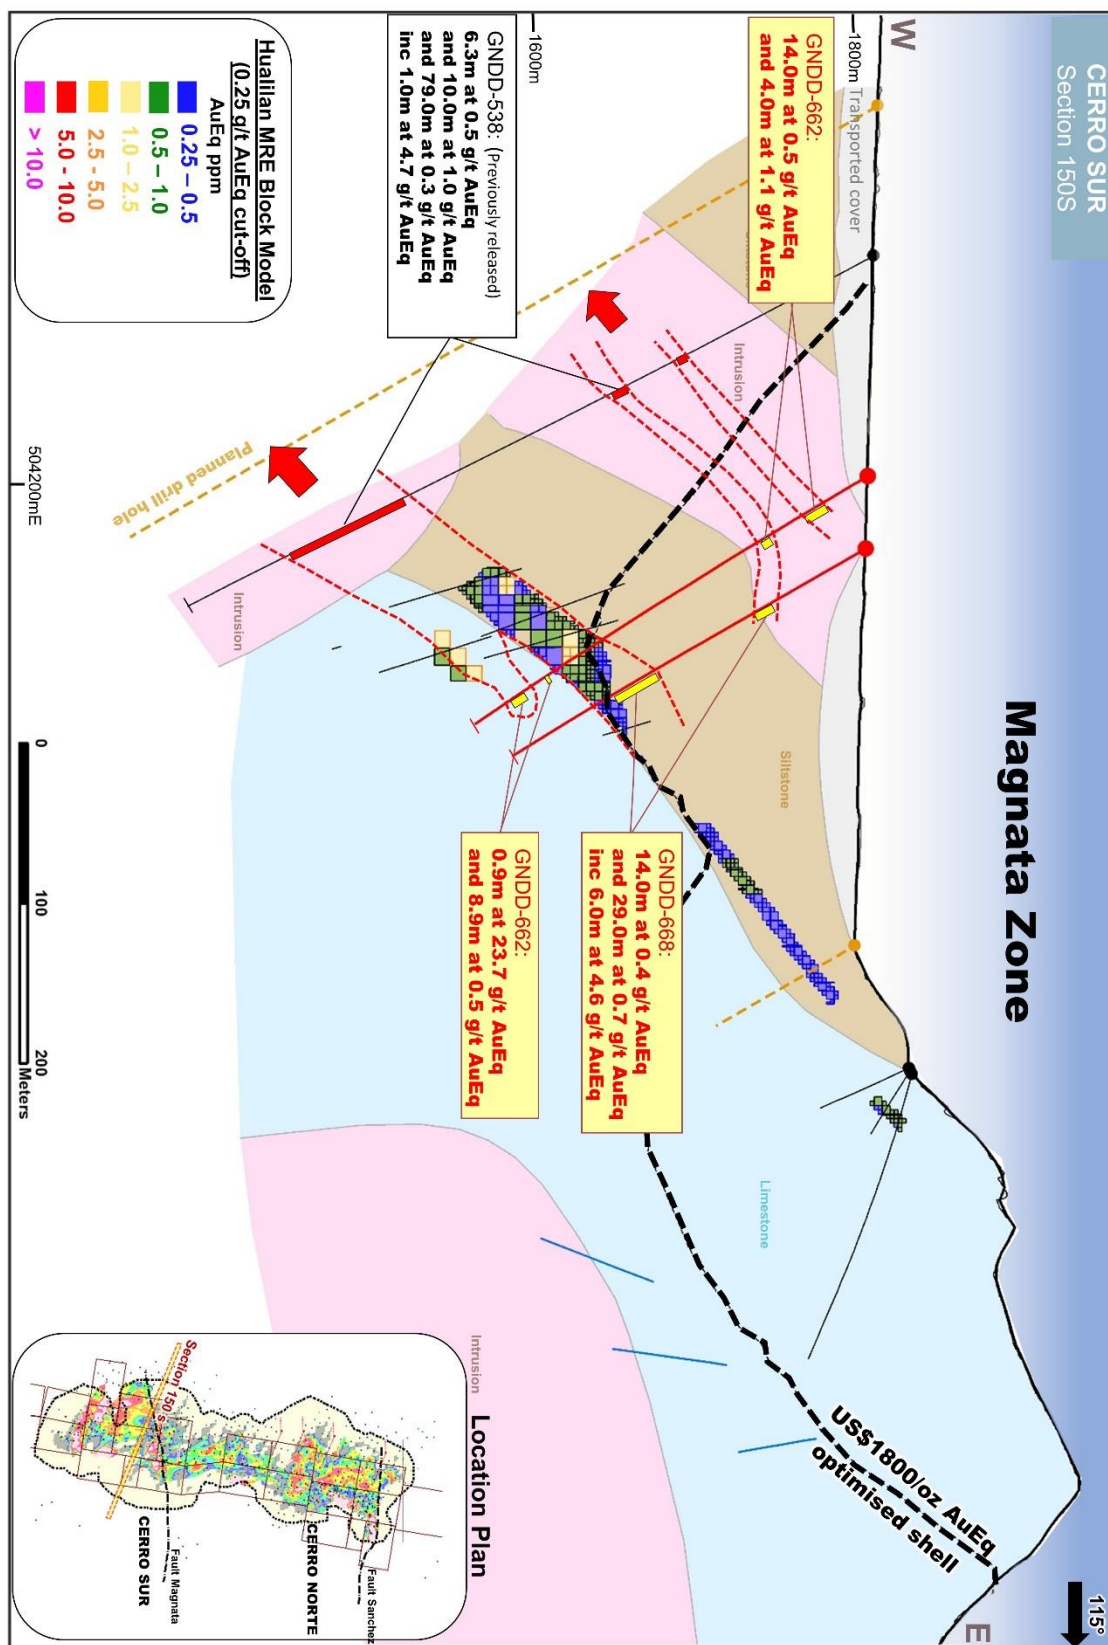 CERRO SUR
Section 150S
Magnata Zone
115°
W
E
1800m
Transported cover
1600m
GNDD-662:
14.0m at 0.5 g/t AuEq
and 4.0m at 1.1 g/t AuEq
GNDD-538: (Previously released)
6.3m at 0.5 g/t AuEq
and 10.0m at 1.0 g/t AuEq
and 79.0m at 0.3 g/t AuEq
inc 1.0m at 4.7 g/t AuEq
Intrusion
Siltstone
Limestone
Intrusion
Intrusion
GNDD-668:
14.0m at 0.4 g/t AuEq
and 29.0m at 0.7 g/t AuEq
inc 6.0m at 4.6 g/t AuEq
GNDD-662:
0.9m at 23.7 g/t AuEq
and 8.9m at 0.5 g/t AuEq
US$1800/oz AuEq
optimised shell
Planned drill
hole
Hualilan MRE Block Model
(0.25 g/t AuEq cut-off)
AuEq ppm
0.25 – 0.5
0.5 – 1.0
1.0 – 2.5
2.5 - 5.0
5.0 - 10.0
> 10.0
504200mE
0
100
200
Meters
Location Plan
Section 150 s
Fault Magnata
CERRO SUR
CERRO NORTE
Fault Sanchez